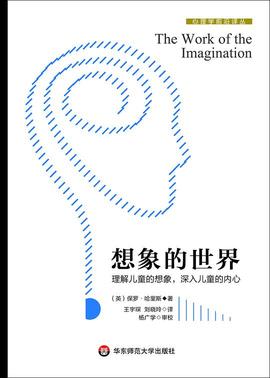 心理学前沿译丛
The Work of the
Imagination
想象的世界
理解儿童的想象，深入儿童的内心
（英）保罗·哈里斯 著
王宇琛 刘晓玲 译
杨广学 审校
华东师范大学出版社